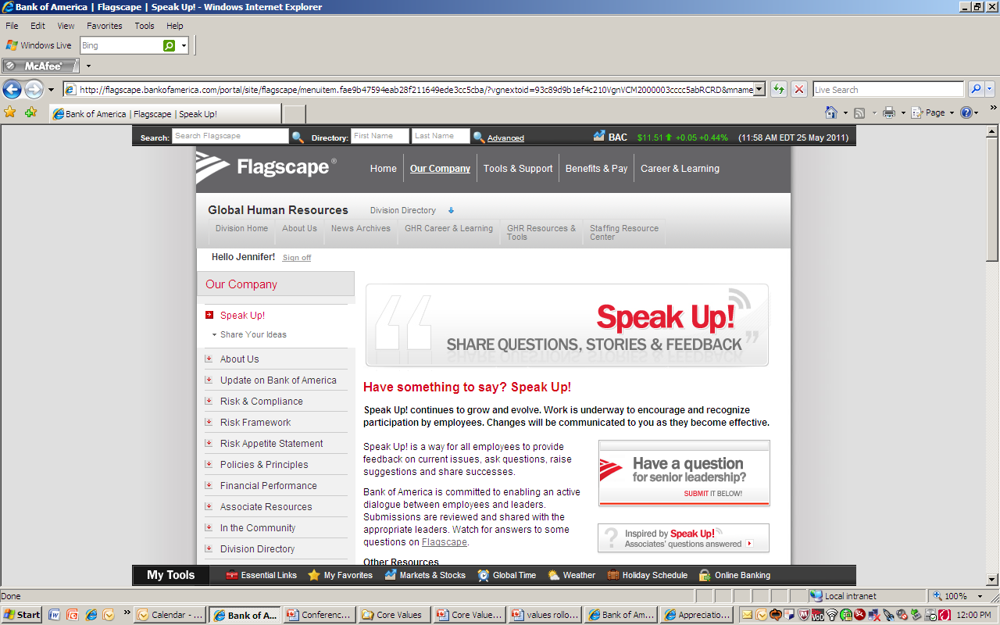 Bank of America | Flagscape | Speak Up! - Windows Internet Explorer
File Edit View Favorites Tools Help
Windows Live Bing
McAfee
http://flagscape.bankofamerica.com/portal/site/flagscape/menuitem.fae9b47594eab28f211649ede3cc5cba/?vgnextoid=93c89d9b1ef4c210VgnVCM2000003cccc5abRCRD&mname Live Search
Bank of America | Flagscape | Speak Up! Page
Search: Search Flagscape Directory: First Name Last Name Advanced BAC $11.51 +0.05 +0.44% (11:58 AM EDT 25 May 2011)
Flagscape® Home Our Company Tools & Support Benefits & Pay Career & Learning
Global Human Resources Division Directory
Division Home About Us News Archives GHR Career & Learning GHR Resources & Tools Staffing Resource Center
Hello Jennifer! Sign off
Our Company
Speak Up!
Share Your Ideas
About Us
Update on Bank of America
Risk & Compliance
Risk Framework
Risk Appetite Statement
Policies & Principles
Financial Performance
Associate Resources
In the Community
Division Directory
Speak Up!
SHARE QUESTIONS, STORIES & FEEDBACK
Have something to say? Speak Up!
Speak Up! continues to grow and evolve. Work is underway to encourage and recognize
participation by employees. Changes will be communicated to you as they become effective.
Speak Up! is a way for all employees to provide
feedback on current issues, ask questions, raise
suggestions and share successes.
Bank of America is committed to enabling an active
dialogue between employees and leaders.
Submissions are reviewed and shared with the
appropriate leaders. Watch for answers to some
questions on Flagscape.
Other Resources
Have a question
for senior leadership?
SUBMIT IT BELOW!
Inspired by Speak Up!
Associates' questions answered
My Tools Essential Links My Favorites Markets & Stocks Global Time Weather Holiday Schedule Online Banking
Done Local intranet 100%
Start Calendar - ... Bank of A... Conferenc... Core Values Core Value... values rollo... Bank of Am... Appreciatio... 12:00 PM